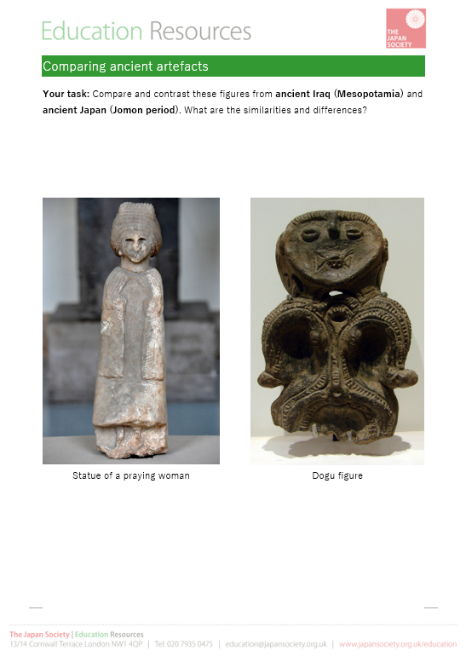 Education Resources
THE
JAPAN
SOCIETY
Comparing ancient artefacts
Your task: Compare and contrast these figures from ancient Iraq (Mesopotamia) and
ancient Japan (Jomon period). What are the similarities and differences?
Statue of a praying woman
Dogu figure
The Japan Society | Education Resources
13/14 Cornwall Terrace London NW1 4QP | Tel: 020 7935 0475 | education@japansociety.org.uk | www.japansociety.org.uk/education